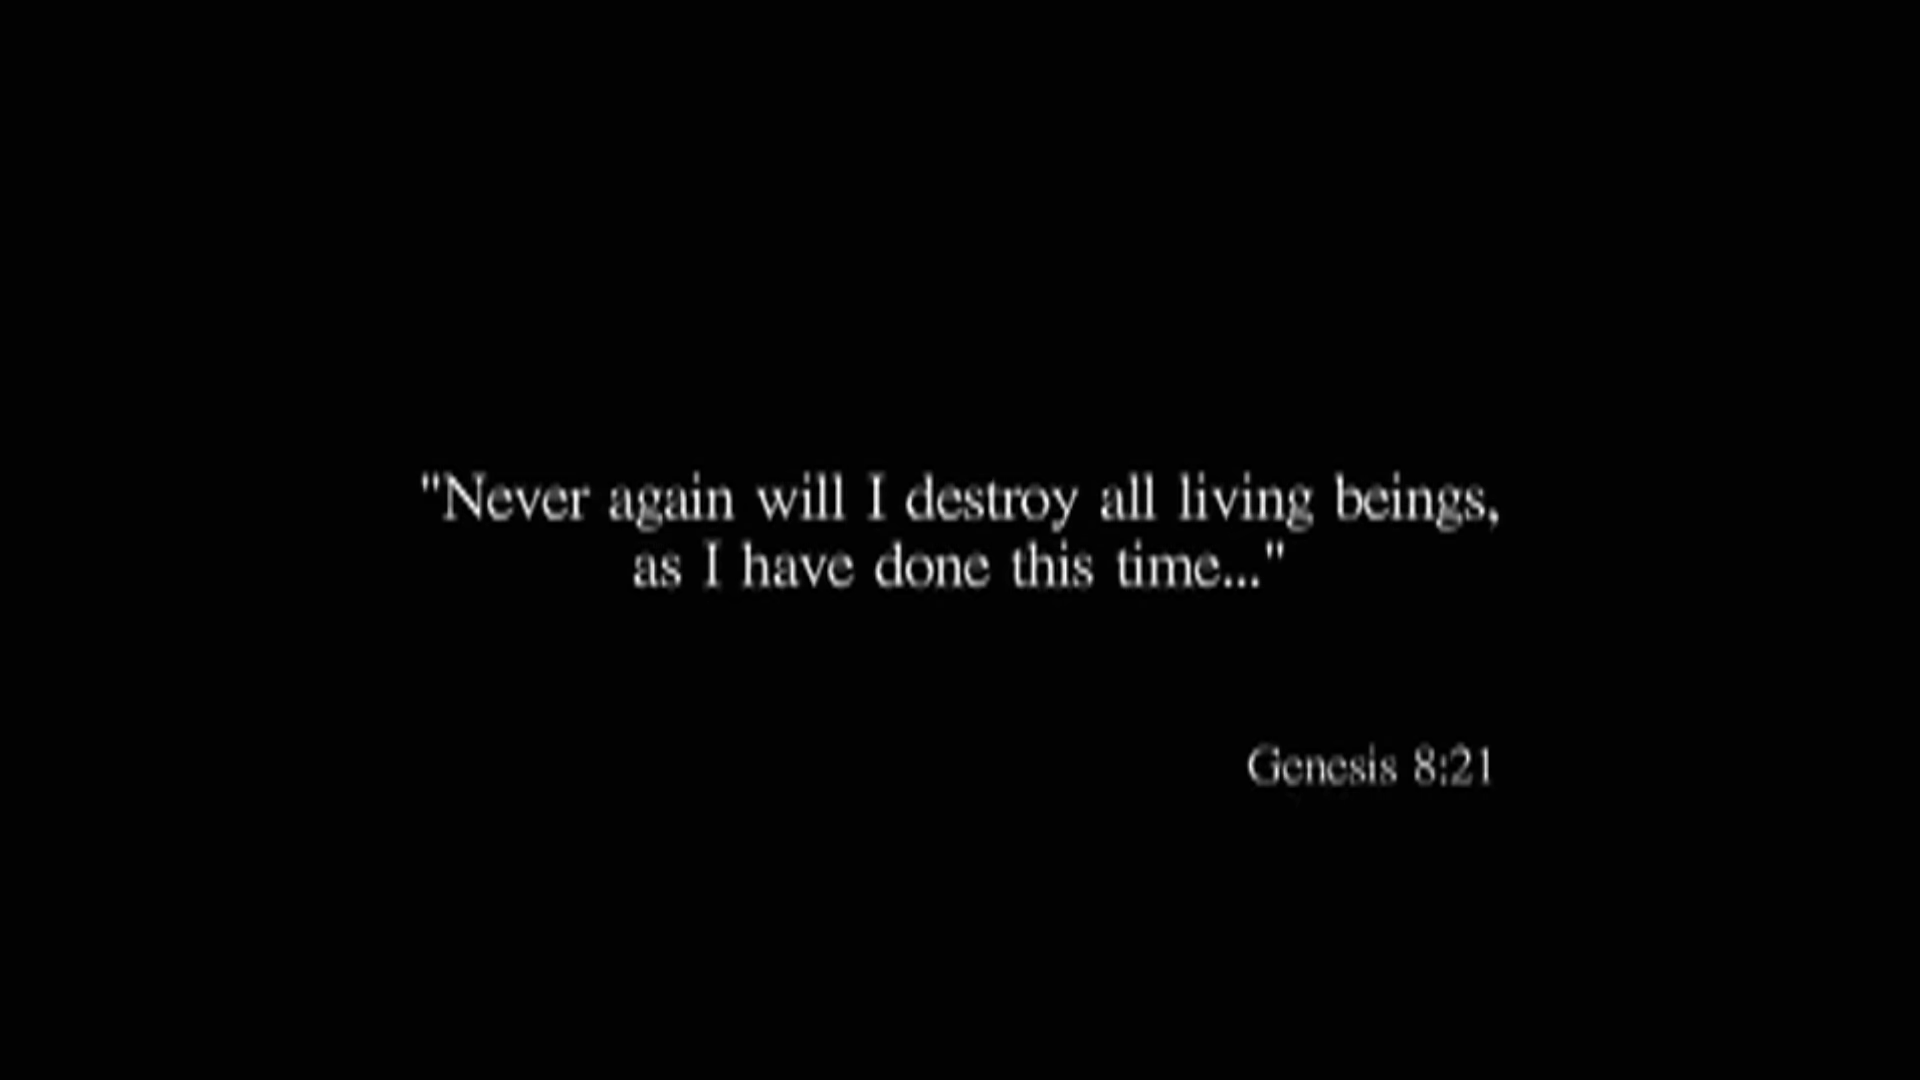 "Never again will I destroy all living beings,
as I have done this time..."
Genesis 8:21